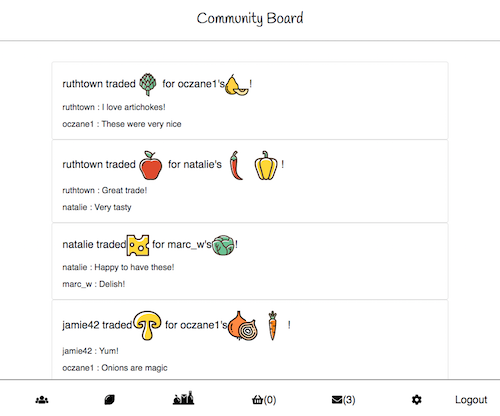 Community Board
ruthtown traded for oczane1's !
ruthtown : I love artichokes!
oczane1 : These were very nice
ruthtown traded for natalie's !
ruthtown : Great trade!
natalie : Very tasty
natalie traded for marc_w's !
natalie : Happy to have these!
marc_w : Delish!
jamie42 traded for oczane1's !
jamie42 : Yum!
oczane1 : Onions are magic
(0) (3) Logout